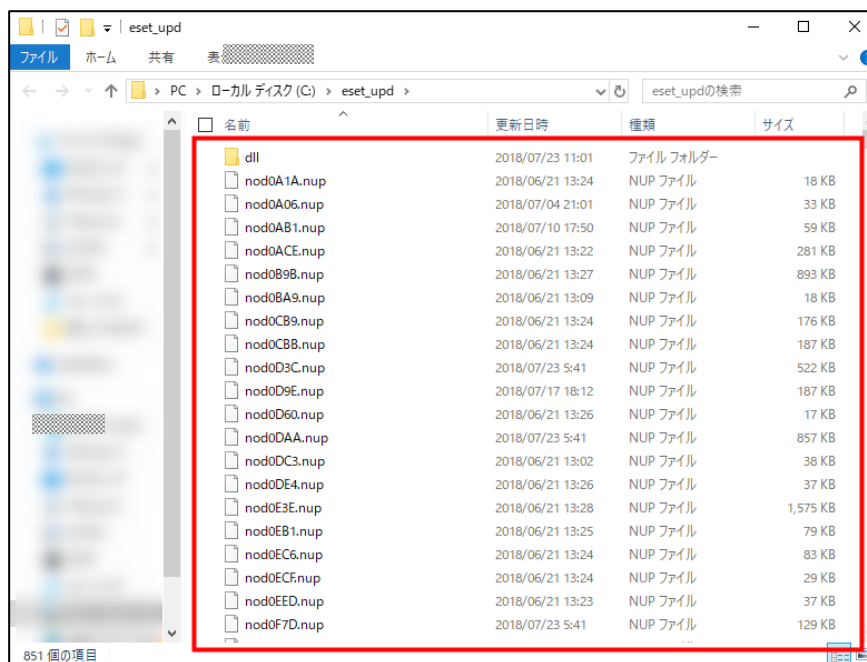 eset_upd
ファイル ホーム 共有
PC > ローカル ディスク (C:) > eset_upd > eset_updの検索
名前 更新日時 種類 サイズ
dll 2018/07/23 11:01 ファイル フォルダー
nod0A1A.nup 2018/06/21 13:24 NUP ファイル 18 KB
nod0A06.nup 2018/07/04 21:01 NUP ファイル 33 KB
nod0AB1.nup 2018/07/10 17:50 NUP ファイル 59 KB
nod0ACE.nup 2018/06/21 13:22 NUP ファイル 281 KB
nod0B9B.nup 2018/06/21 13:27 NUP ファイル 893 KB
nod0BA9.nup 2018/06/21 13:09 NUP ファイル 18 KB
nod0CB9.nup 2018/06/21 13:24 NUP ファイル 176 KB
nod0CBB.nup 2018/06/21 13:24 NUP ファイル 187 KB
nod0D3C.nup 2018/07/23 5:41 NUP ファイル 522 KB
nod0D9E.nup 2018/07/17 18:12 NUP ファイル 187 KB
nod0D60.nup 2018/06/21 13:26 NUP ファイル 17 KB
nod0DAA.nup 2018/07/23 5:41 NUP ファイル 857 KB
nod0DC3.nup 2018/06/21 13:02 NUP ファイル 38 KB
nod0DE4.nup 2018/06/21 13:26 NUP ファイル 37 KB
nod0E3E.nup 2018/06/21 13:28 NUP ファイル 1,575 KB
nod0EB1.nup 2018/06/21 13:25 NUP ファイル 79 KB
nod0EC6.nup 2018/06/21 13:24 NUP ファイル 83 KB
nod0ECF.nup 2018/06/21 13:24 NUP ファイル 29 KB
nod0EED.nup 2018/06/21 13:23 NUP ファイル 37 KB
nod0F7D.nup 2018/07/23 5:41 NUP ファイル 129 KB
851 個の項目